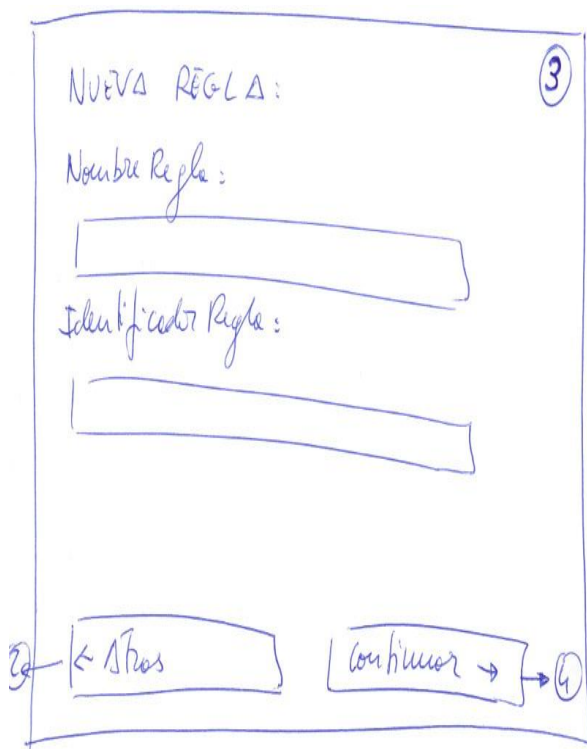 3
NUEVA REGLA:
Nombre Regla:
Identificador Regla:
2 ← Atras Continuar → 4